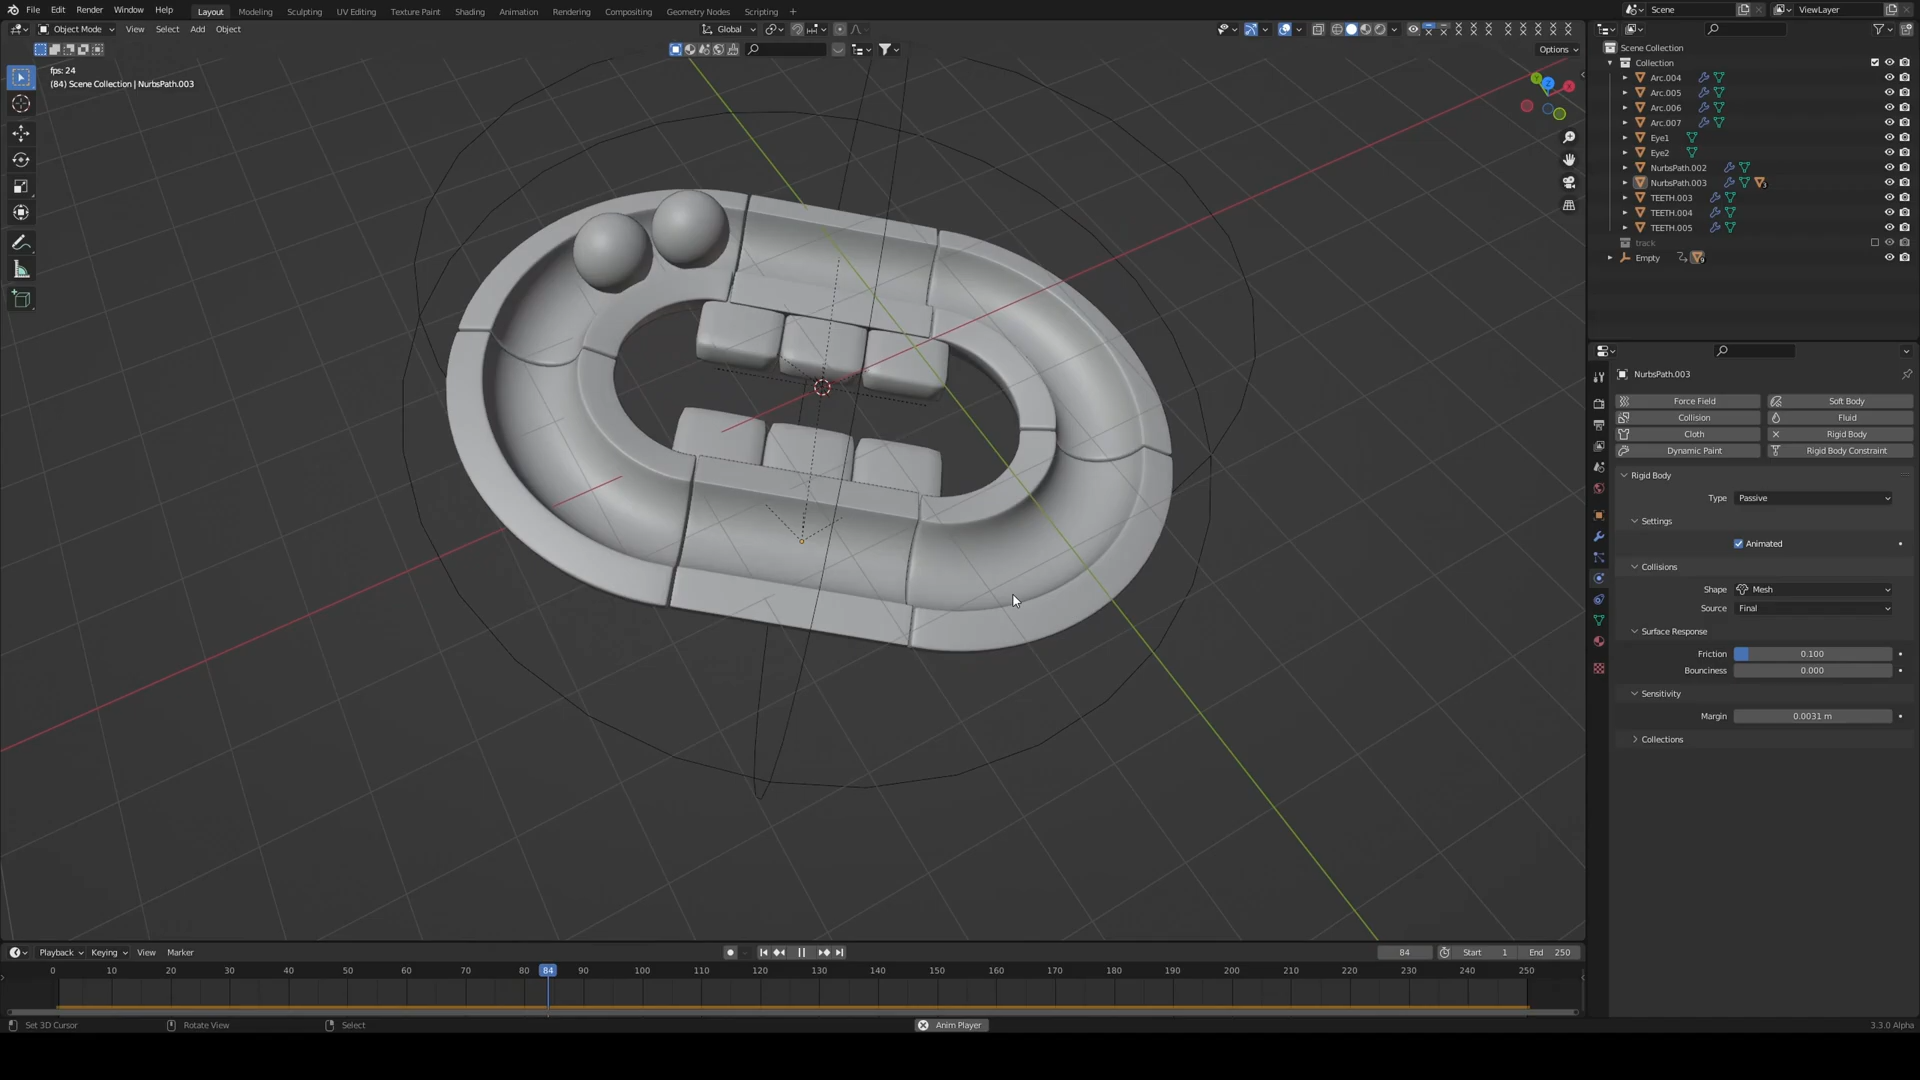 File Edit Render Window Help Layout Modeling Sculpting UV Editing Texture Paint Shading Animation Rendering Compositing Geometry Nodes Scripting + Scene ViewLayer
Object Mode View Select Add Object Global
Options
fps: 24
(84) Scene Collection | NurbsPath.003
Scene Collection
Collection
Arc.004
Arc.005
Arc.006
Arc.007
Eye1
Eye2
NurbsPath.002
NurbsPath.003
TEETH.003
TEETH.004
TEETH.005
track
Empty
NurbsPath.003
Force Field Soft Body
Collision Fluid
Cloth Rigid Body
Dynamic Paint Rigid Body Constraint
Rigid Body
Type Passive
Settings
Animated
Collisions
Shape Mesh
Source Final
Surface Response
Friction 0.100
Bounciness 0.000
Sensitivity
Margin 0.0031 m
Collections
Playback Keying View Marker 84 Start 1 End 250
0 10 20 30 40 50 60 70 80 84 90 100 110 120 130 140 150 160 170 180 190 200 210 220 230 240 250
Set 3D Cursor Rotate View Select Anim Player 3.3.0 Alpha